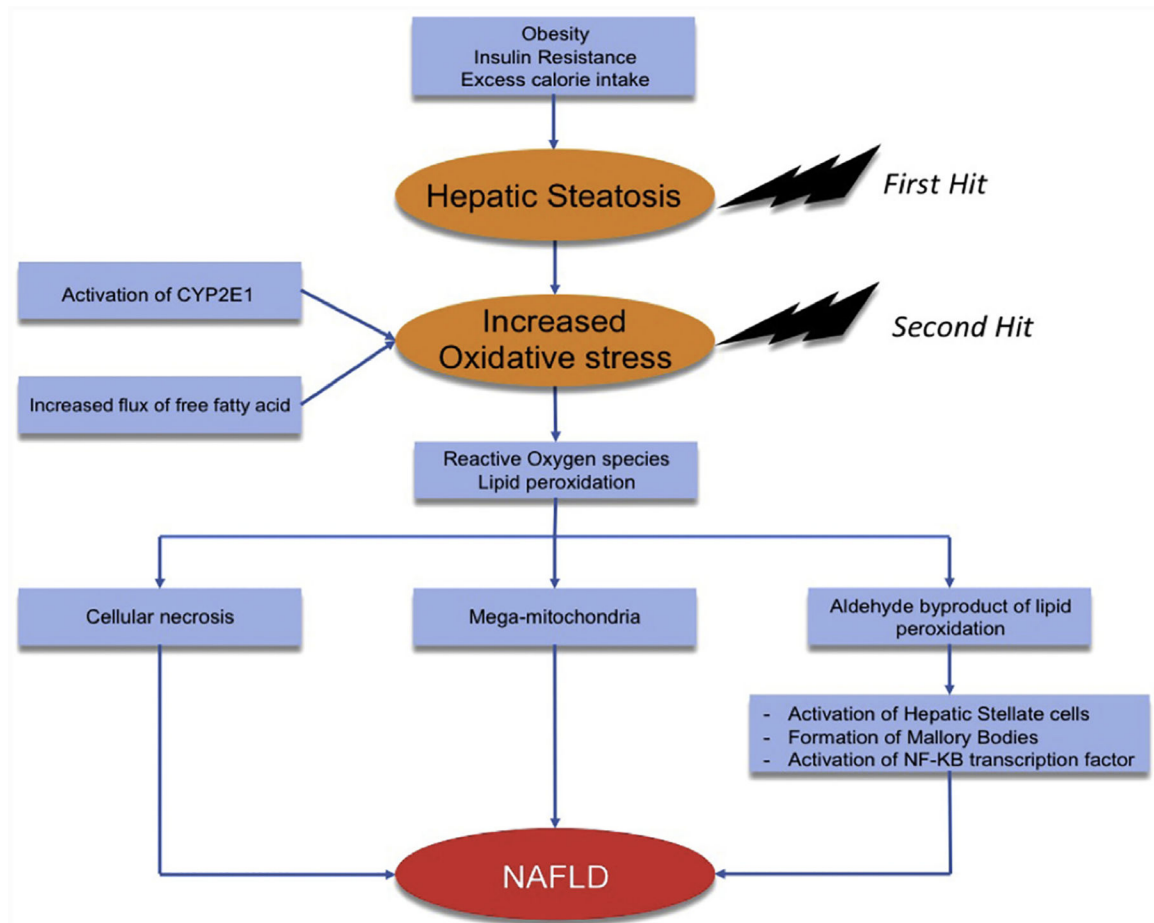 Obesity
Insulin Resistance
Excess calorie intake
Hepatic Steatosis
First Hit
Activation of CYP2E1
Increased
Oxidative stress
Second Hit
Increased flux of free fatty acid
Reactive Oxygen species
Lipid peroxidation
Cellular necrosis
Mega-mitochondria
Aldehyde byproduct of lipid
peroxidation
- Activation of Hepatic Stellate cells
- Formation of Mallory Bodies
- Activation of NF-KB transcription factor
NAFLD